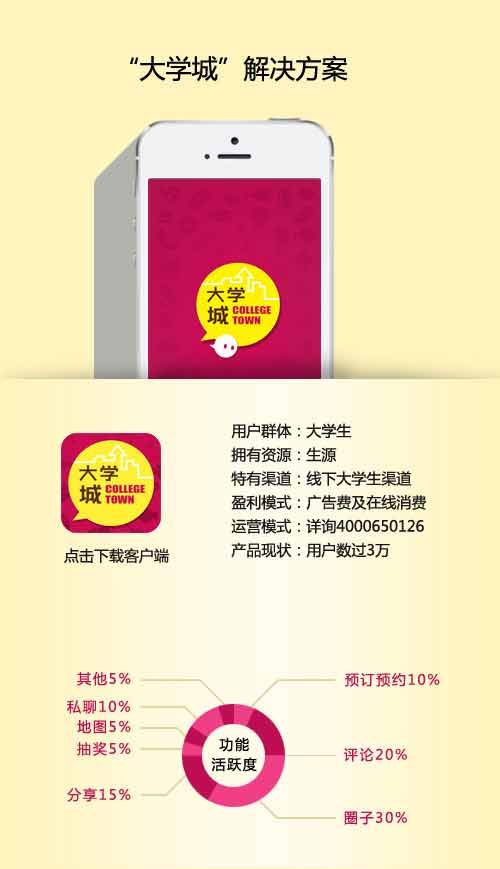 “大学城”解决方案
大学
城 COLLEGE
TOWN
大学
城 COLLEGE
TOWN
点击下载客户端
用户群体：大学生
拥有资源：生源
特有渠道：线下大学生渠道
盈利模式：广告费及在线消费
运营模式：详询4000650126
产品现状：用户数过3万
其他5%
私聊10%
地图5%
抽奖5%
分享15%
功能
活跃度
预订预约10%
评论20%
圈子30%